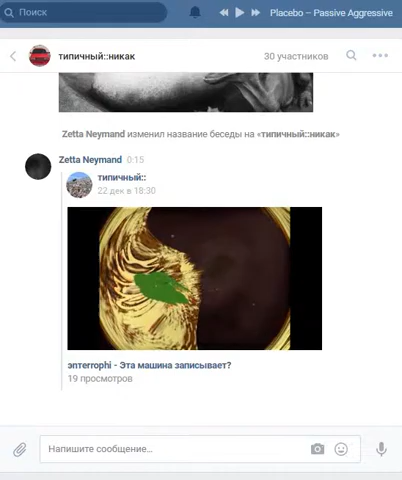 Поиск
Placebo – Passive Aggressive
типичный::никак
30 участников
Zetta Neymand изменил название беседы на «типичный::никак»
Zetta Neymand 0:15
типичный::
22 дек в 18:30
эптеrrophi - Эта машина записывает?
19 просмотров
Напишите сообщение...